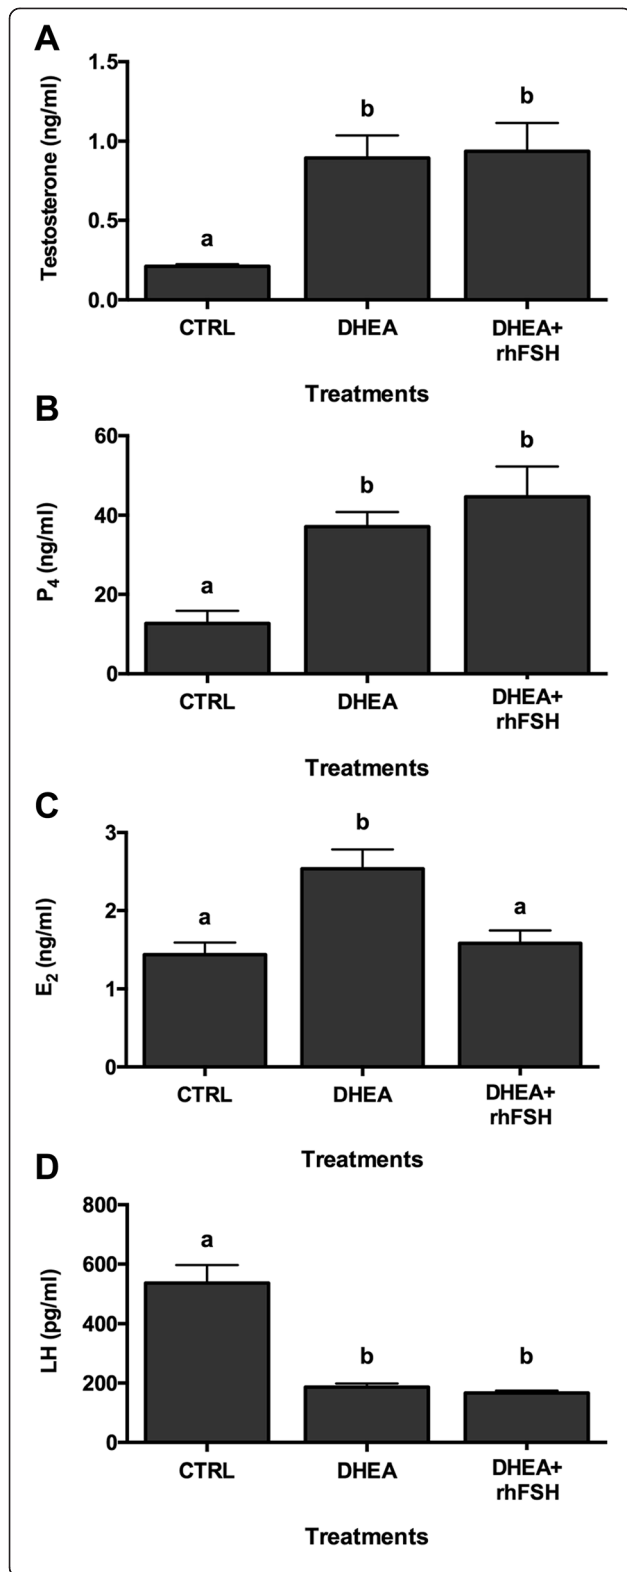 A
Testosterone (ng/ml)
1.5
1.0
0.5
0.0
a
b
b
CTRL
DHEA
DHEA+
rhFSH
Treatments
B
P4 (ng/ml)
60
40
20
0
a
b
b
CTRL
DHEA
DHEA+
rhFSH
Treatments
C
E2 (ng/ml)
3
2
1
0
a
b
a
CTRL
DHEA
DHEA+
rhFSH
Treatments
D
LH (pg/ml)
800
600
400
200
0
a
b
b
CTRL
DHEA
DHEA+
rhFSH
Treatments